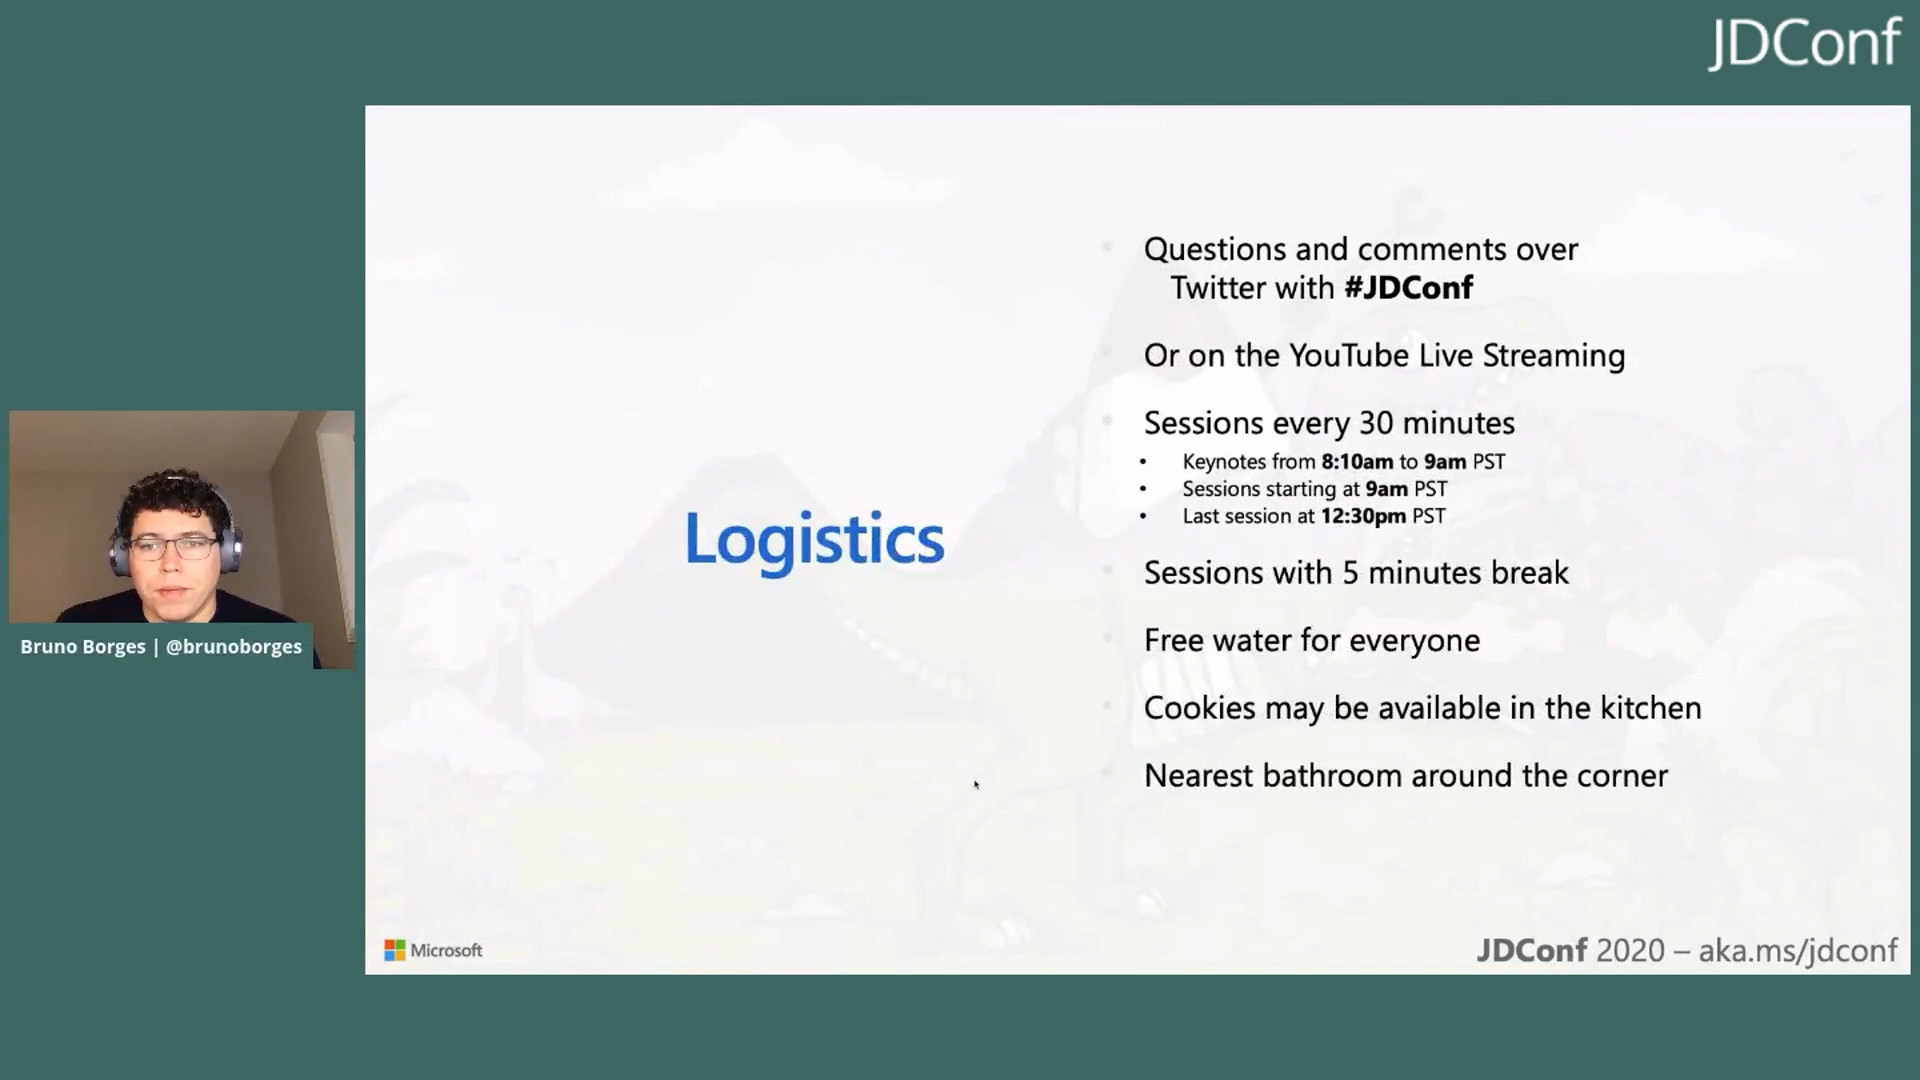 JDConf
Questions and comments over
Twitter with #JDConf
Or on the YouTube Live Streaming
Sessions every 30 minutes
• Keynotes from 8:10am to 9am PST
• Sessions starting at 9am PST
• Last session at 12:30pm PST
Logistics
Sessions with 5 minutes break
Free water for everyone
Cookies may be available in the kitchen
Nearest bathroom around the corner
Bruno Borges | @brunoborges
Microsoft
JDConf 2020 – aka.ms/jdconf